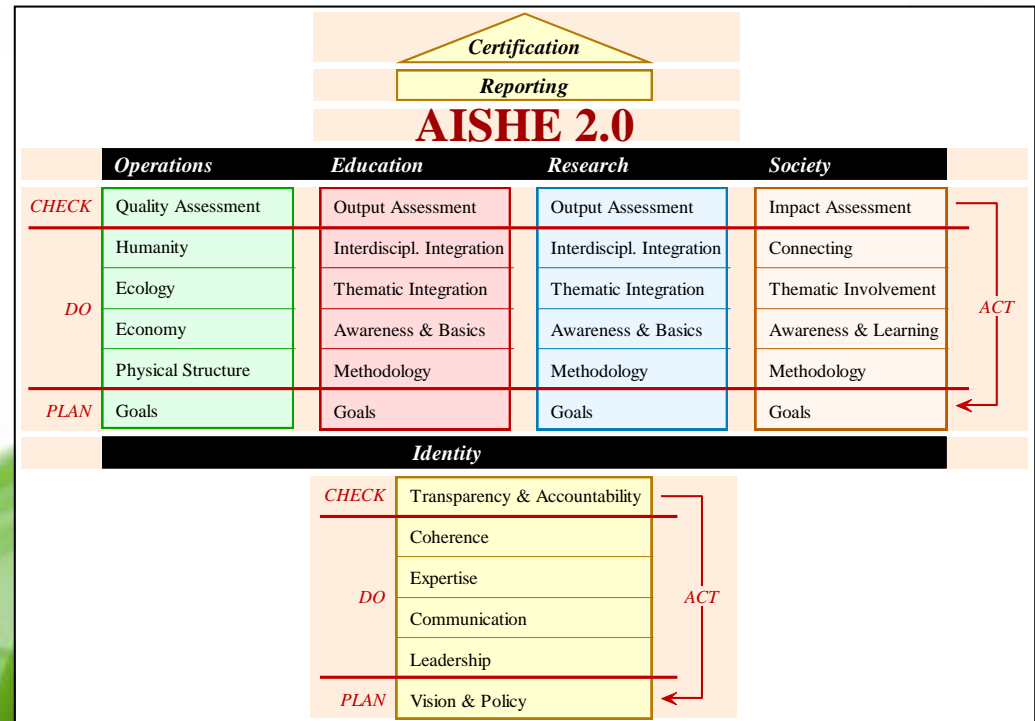 Certification
Reporting
AISHE 2.0
Operations Education Research Society
CHECK Quality Assessment Output Assessment Output Assessment Impact Assessment
Humanity Interdiscipl. Integration Interdiscipl. Integration Connecting
Ecology Thematic Integration Thematic Integration Thematic Involvement
DO ACT
Economy Awareness & Basics Awareness & Basics Awareness & Learning
Physical Structure Methodology Methodology Methodology
PLAN Goals Goals Goals Goals
Identity
CHECK Transparency & Accountability
Coherence
Expertise
DO ACT
Communication
Leadership
PLAN Vision & Policy